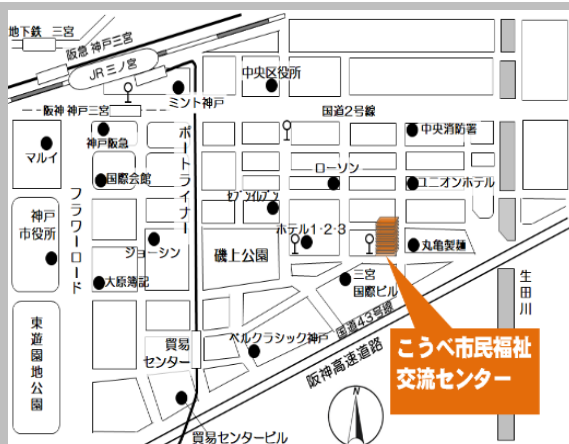 地下鉄 三宮
阪急 神戸三宮
JR 三ノ宮
中央区役所
ミント神戸
阪神 神戸三宮
国道2号線
マルイ
神戸阪急
ポートライナー
中央消防署
国際会館
ローソン
ユニオンホテル
フラワーロード
セブンイレブン
神戸
市役所
ジョーシン
磯上公園
ホテル1・2・3
丸亀製麺
大原簿記
三宮
国際ビル
生田川
東遊園地公園
貿易
センター
ベルクラシック神戸
国道43号線
阪神高速道路
こうべ市民福祉
交流センター
N
貿易センタービル